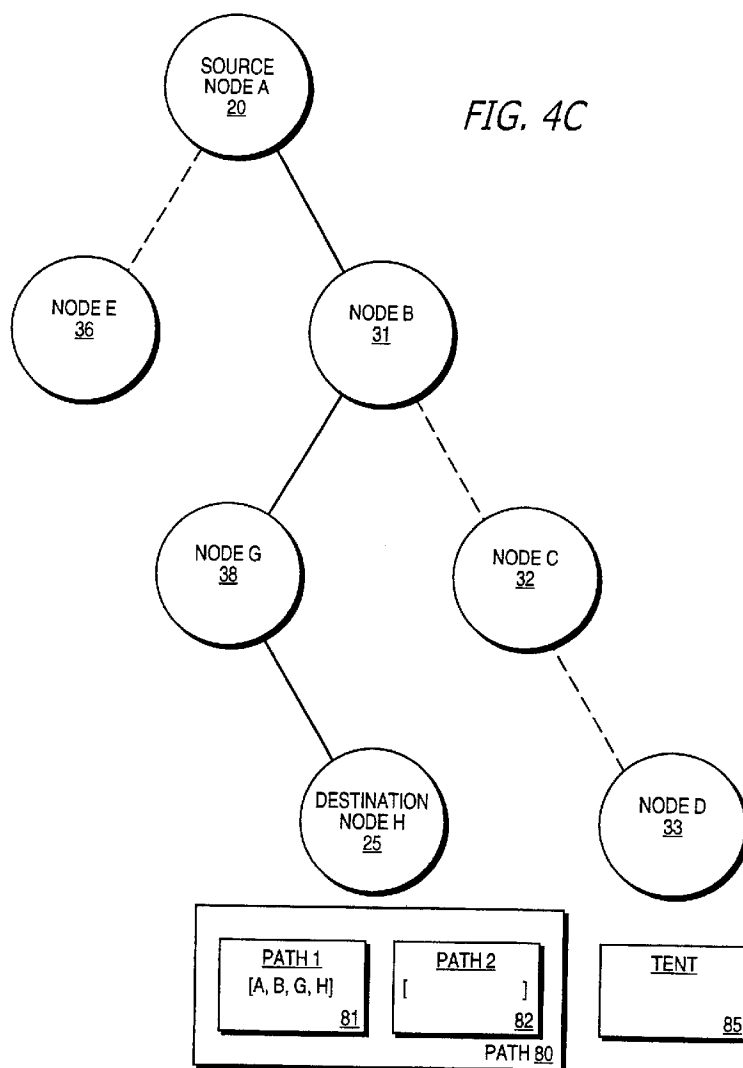 SOURCE
NODE A
20
FIG. 4C
NODE E
36
NODE B
31
NODE G
38
NODE C
32
DESTINATION
NODE H
25
NODE D
33
PATH 1
[A, B, G, H]
81
PATH 2
[ ]
82
PATH 80
TENT
85